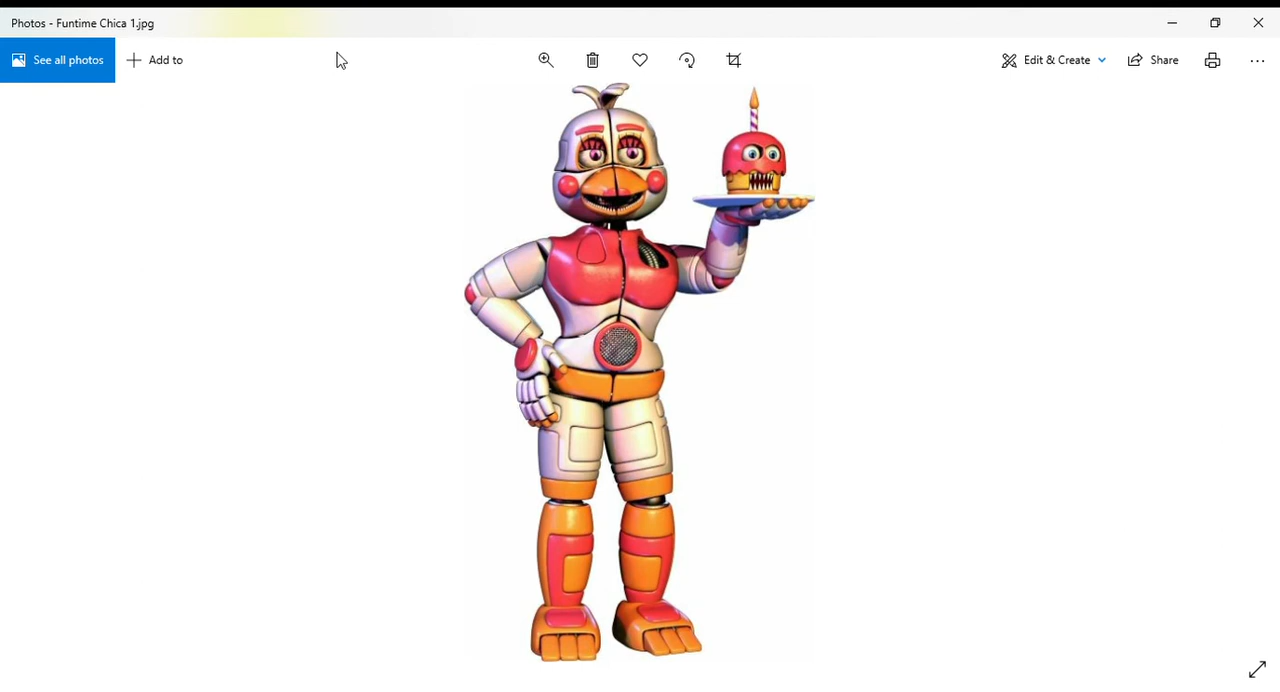 Photos - Funtime Chica 1.jpg
See all photos
Add to
Edit & Create
Share